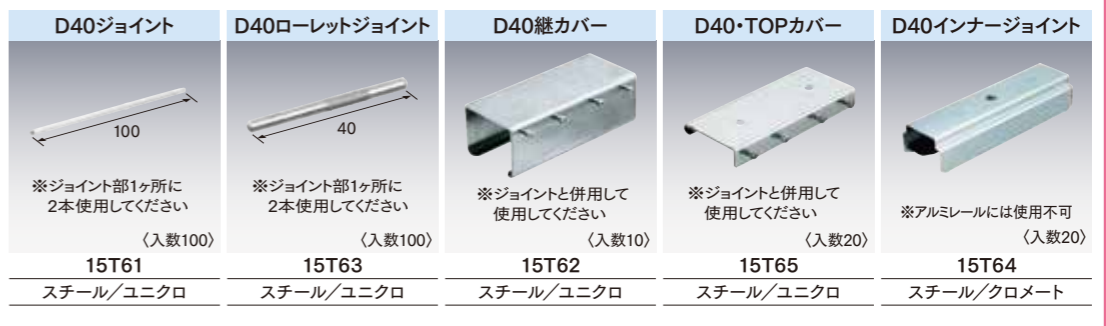 D40ジョイント
100
※ジョイント部1ヶ所に
2本使用してください
〈入数100〉
15T61
スチール/ユニクロ
D40ローレットジョイント
40
※ジョイント部1ヶ所に
2本使用してください
〈入数100〉
15T63
スチール/ユニクロ
D40継カバー
※ジョイントと併用して
使用してください
〈入数10〉
15T62
スチール/ユニクロ
D40・TOPカバー
※ジョイントと併用して
使用してください
〈入数20〉
15T65
スチール/ユニクロ
D40インナージョイント
※アルミレールには使用不可
〈入数20〉
15T64
スチール/クロメート